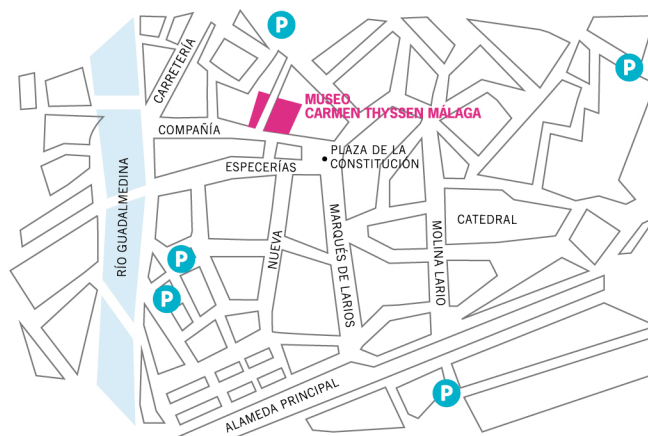 P
P
CARRETERÍA
MUSEO
CARMEN THYSSEN MÁLAGA
COMPAÑÍA
PLAZA DE LA
CONSTITUCIÓN
ESPECERÍAS
RÍO GUADALMEDINA
NUEVA
MARQUÉS DE LARIOS
MOLINA LARIO
CATEDRAL
P
P
P
ALAMEDA PRINCIPAL